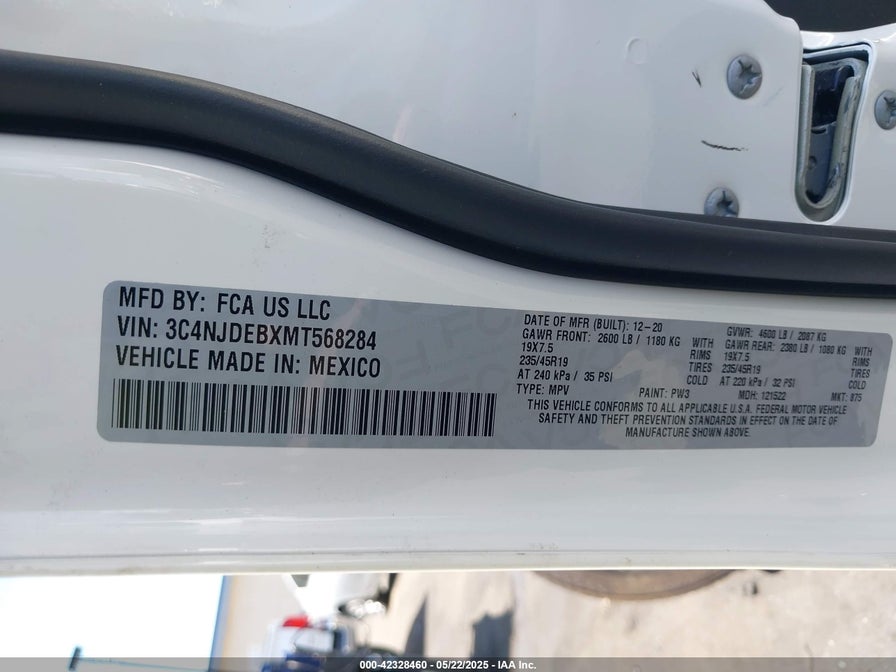 MFD BY: FCA US LLC
VIN: 3C4NJDEBXMT568284
VEHICLE MADE IN: MEXICO
DATE OF MFR (BUILT): 12-20 GVWR: 4600 LB / 2087 KG
GAWR FRONT: 2600 LB / 1180 KG WITH GAWR REAR: 2380 LB / 1080 KG WITH
19X7.5 RIMS 19X7.5 RIMS
235/45R19 TIRES 235/45R19 TIRES
AT 240 kPa / 35 PSI COLD AT 220 kPa / 32 PSI COLD
TYPE: MPV PAINT: PW3 MDH: 121522 MKT: 875
THIS VEHICLE CONFORMS TO ALL APPLICABLE U.S.A. FEDERAL MOTOR VEHICLE
SAFETY AND THEFT PREVENTION STANDARDS IN EFFECT ON THE DATE OF
MANUFACTURE SHOWN ABOVE.
000-42328460 - 05/22/2025 - IAA Inc.